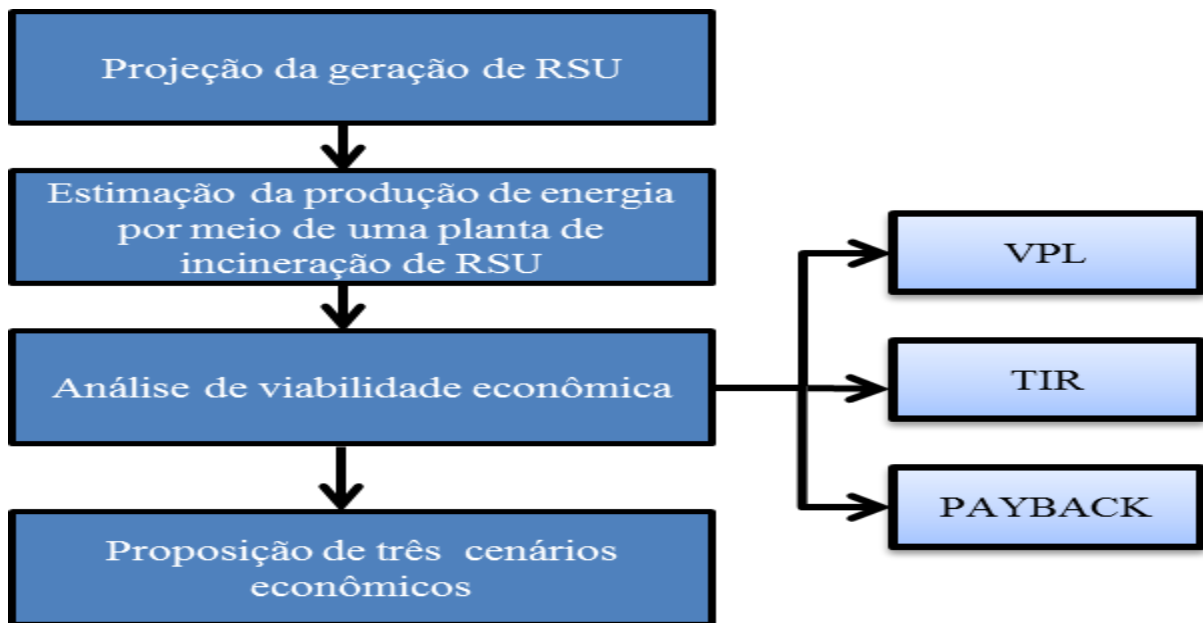 Projeção da geração de RSU
Estimação da produção de energia
por meio de uma planta de
incineração de RSU
Análise de viabilidade econômica
VPL
TIR
PAYBACK
Proposição de três cenários
econômicos